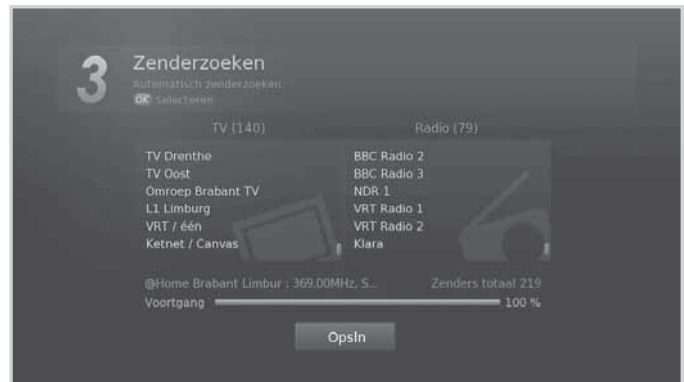 3
Zenderzoeken
Automatisch zenderzoeken.
OK Selecteren
TV (140)
Radio (79)
TV Drenthe
TV Oost
Omroep Brabant TV
L1 Limburg
VRT / één
Ketnet / Canvas
BBC Radio 2
BBC Radio 3
NDR 1
VRT Radio 1
VRT Radio 2
Klara
@Home Brabant Limbur : 369.00MHz, S...
Zenders totaal 219
Voortgang 100 %
Opsln